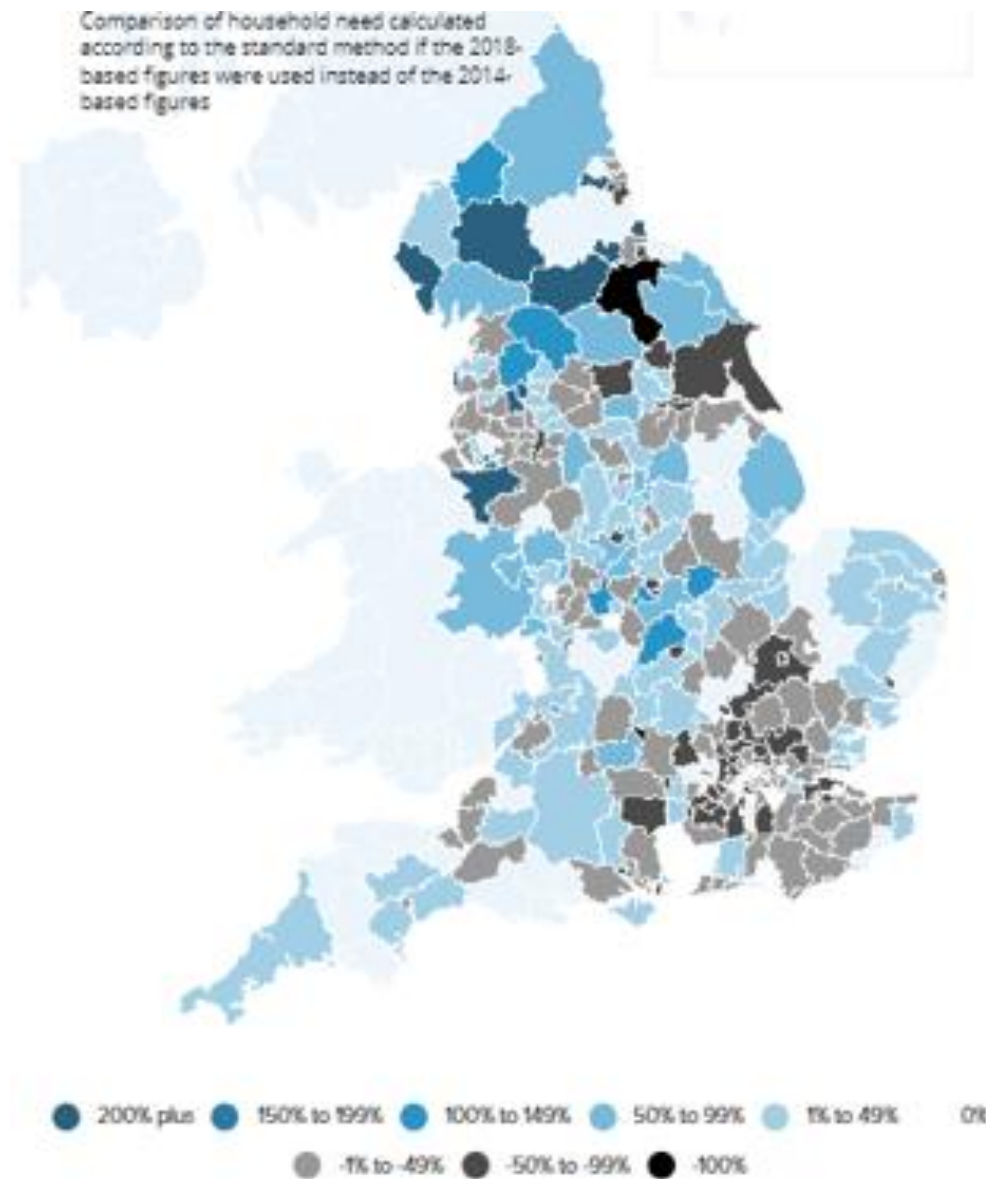 Comparison of household need calculated
according to the standard method if the 2018-
based figures were used instead of the 2014-
based figures
200% plus 150% to 199% 100% to 149% 50% to 99% 1% to 49% 0%
-1% to -49% -50% to -99% -100%